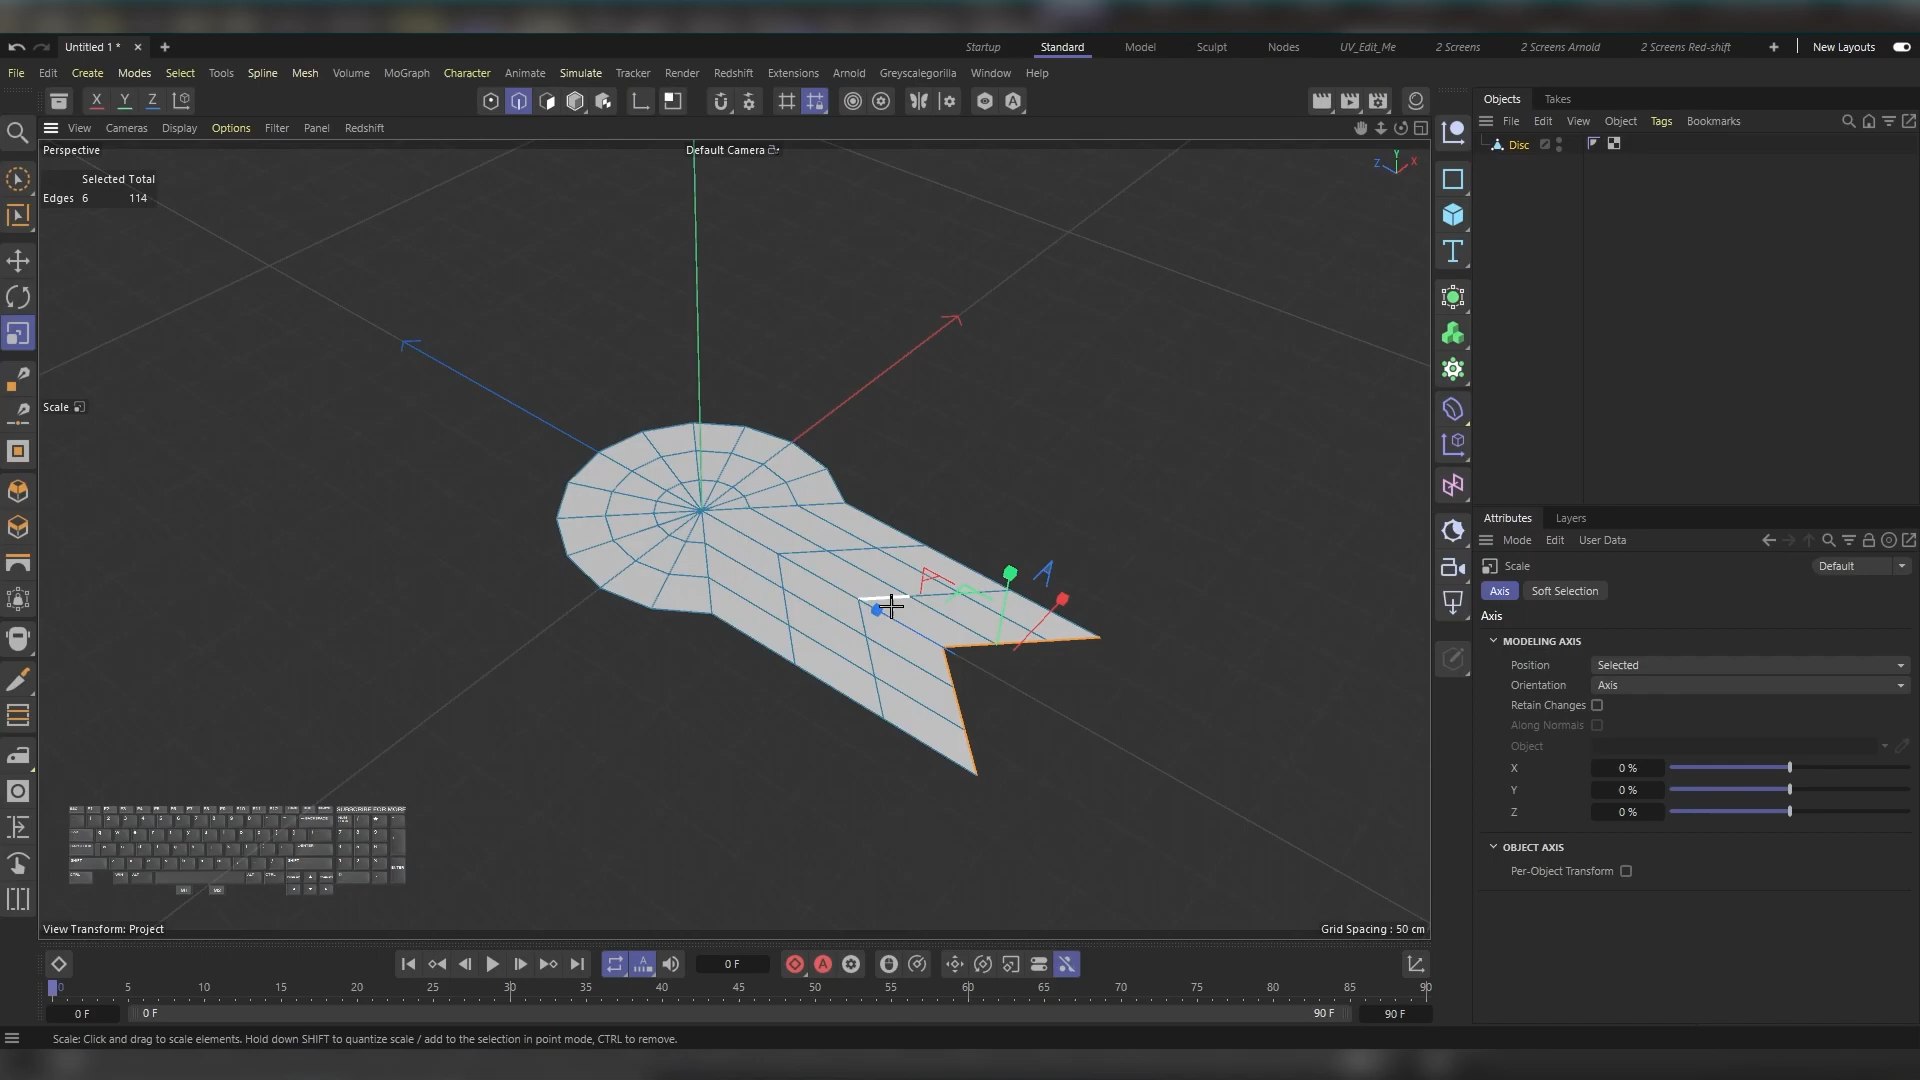 Untitled 1 *
Startup Standard Model Sculpt Nodes UV_Edit_Me 2 Screens 2 Screens Arnold 2 Screens Red-shift New Layouts
File Edit Create Modes Select Tools Spline Mesh Volume MoGraph Character Animate Simulate Tracker Render Redshift Extensions Arnold Greyscalegorilla Window Help
X Y Z
Objects Takes
View Cameras Display Options Filter Panel Redshift
File Edit View Object Tags Bookmarks
Perspective
Default Camera
Y
Z X
Disc
Selected Total
Edges 6 114
Scale
Attributes Layers
Mode Edit User Data
Scale
Default
Axis Soft Selection
Axis
MODELING AXIS
Position Selected
Orientation Axis
Retain Changes
Along Normals
Object
X 0 %
Y 0 %
Z 0 %
OBJECT AXIS
Per-Object Transform
SUBSCRIBE FOR MORE
View Transform: Project
Grid Spacing : 50 cm
0 F
0 5 10 15 20 25 30 35 40 45 50 55 60 65 70 75 80 85 90
0 F 0 F 90 F 90 F
Scale: Click and drag to scale elements. Hold down SHIFT to quantize scale / add to the selection in point mode, CTRL to remove.